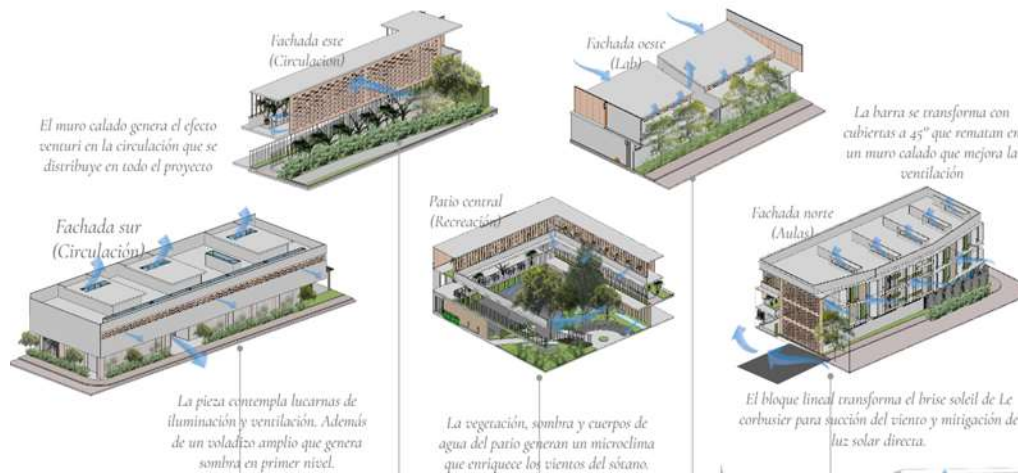 Fachada este
(Circulacion)
El muro calado genera el efecto
venturi en la circulación que se
distribuye en todo el proyecto
Fachada oeste
(Lab)
La barra se transforma con
cubiertas a 45° que rematan en
un muro calado que mejora la
ventilación
Fachada sur
(Circulación)
Patio central
(Recreación)
Fachada norte
(Aulas)
La pieza contempla lucarnas de
iluminación y ventilación. Además
de un voladizo amplio que genera
sombra en primer nivel.
La vegetación, sombra y cuerpos de
agua del patio generan un microclima
que enriquece los vientos del sótano.
El bloque lineal transforma el brise soleil de Le
corbusier para succión del viento y mitigación de
luz solar directa.